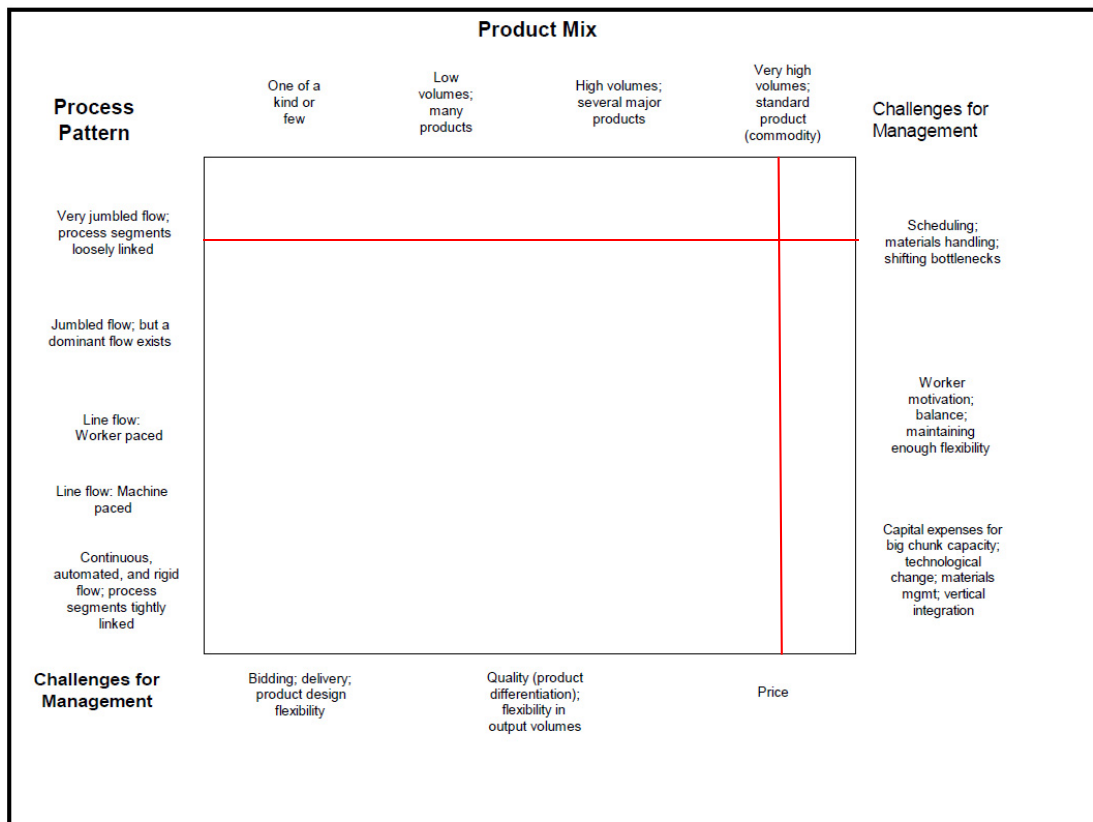 Product Mix
One of a
kind or
few
Low
volumes;
many
products
High volumes;
several major
products
Very high
volumes;
standard
product
(commodity)
Process
Pattern
Challenges for
Management
Very jumbled flow;
process segments
loosely linked
Scheduling;
materials handling;
shifting bottlenecks
Jumbled flow; but a
dominant flow exists
Line flow:
Worker paced
Worker
motivation;
balance;
maintaining
enough flexibility
Line flow: Machine
paced
Continuous,
automated, and rigid
flow; process
segments tightly
linked
Capital expenses for
big chunk capacity;
technological
change; materials
mgmt; vertical
integration
Challenges for
Management
Bidding; delivery;
product design
flexibility
Quality (product
differentiation);
flexibility in
output volumes
Price